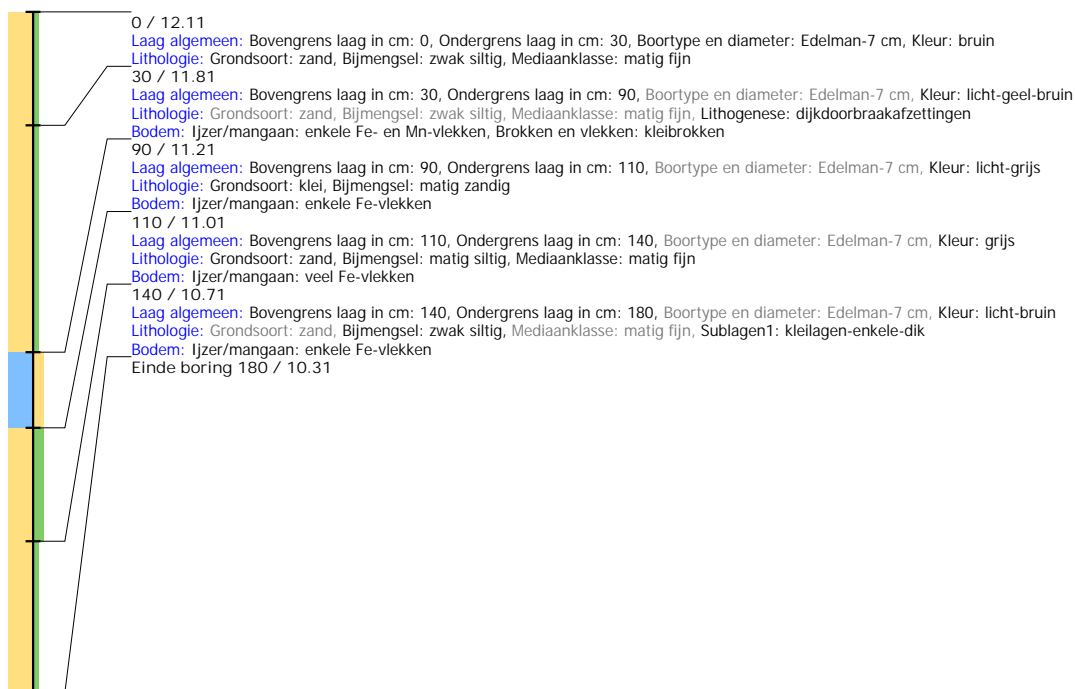 0 / 12.11
Laag algemeen: Bovengrens laag in cm: 0, Ondergrens laag in cm: 30, Boortype en diameter: Edelman-7 cm, Kleur: bruin
Lithologie: Grondsoort: zand, Bijmengsel: zwak siltig, Mediaanklasse: matig fijn
30 / 11.81
Laag algemeen: Bovengrens laag in cm: 30, Ondergrens laag in cm: 90, Boortype en diameter: Edelman-7 cm, Kleur: licht-geel-bruin
Lithologie: Grondsoort: zand, Bijmengsel: zwak siltig, Mediaanklasse: matig fijn, Lithogenese: dijkdoorbraakafzettingen
Bodem: Ijzer/mangaan: enkele Fe- en Mn-vlekken, Brokken en vlekken: kleibrokken
90 / 11.21
Laag algemeen: Bovengrens laag in cm: 90, Ondergrens laag in cm: 110, Boortype en diameter: Edelman-7 cm, Kleur: licht-grijs
Lithologie: Grondsoort: klei, Bijmengsel: matig zandig
Bodem: Ijzer/mangaan: enkele Fe-vlekken
110 / 11.01
Laag algemeen: Bovengrens laag in cm: 110, Ondergrens laag in cm: 140, Boortype en diameter: Edelman-7 cm, Kleur: grijs
Lithologie: Grondsoort: zand, Bijmengsel: matig siltig, Mediaanklasse: matig fijn
Bodem: Ijzer/mangaan: veel Fe-vlekken
140 / 10.71
Laag algemeen: Bovengrens laag in cm: 140, Ondergrens laag in cm: 180, Boortype en diameter: Edelman-7 cm, Kleur: licht-bruin
Lithologie: Grondsoort: zand, Bijmengsel: zwak siltig, Mediaanklasse: matig fijn, Sublagen1: kleilagen-enkele-dik
Bodem: Ijzer/mangaan: enkele Fe-vlekken
Einde boring 180 / 10.31